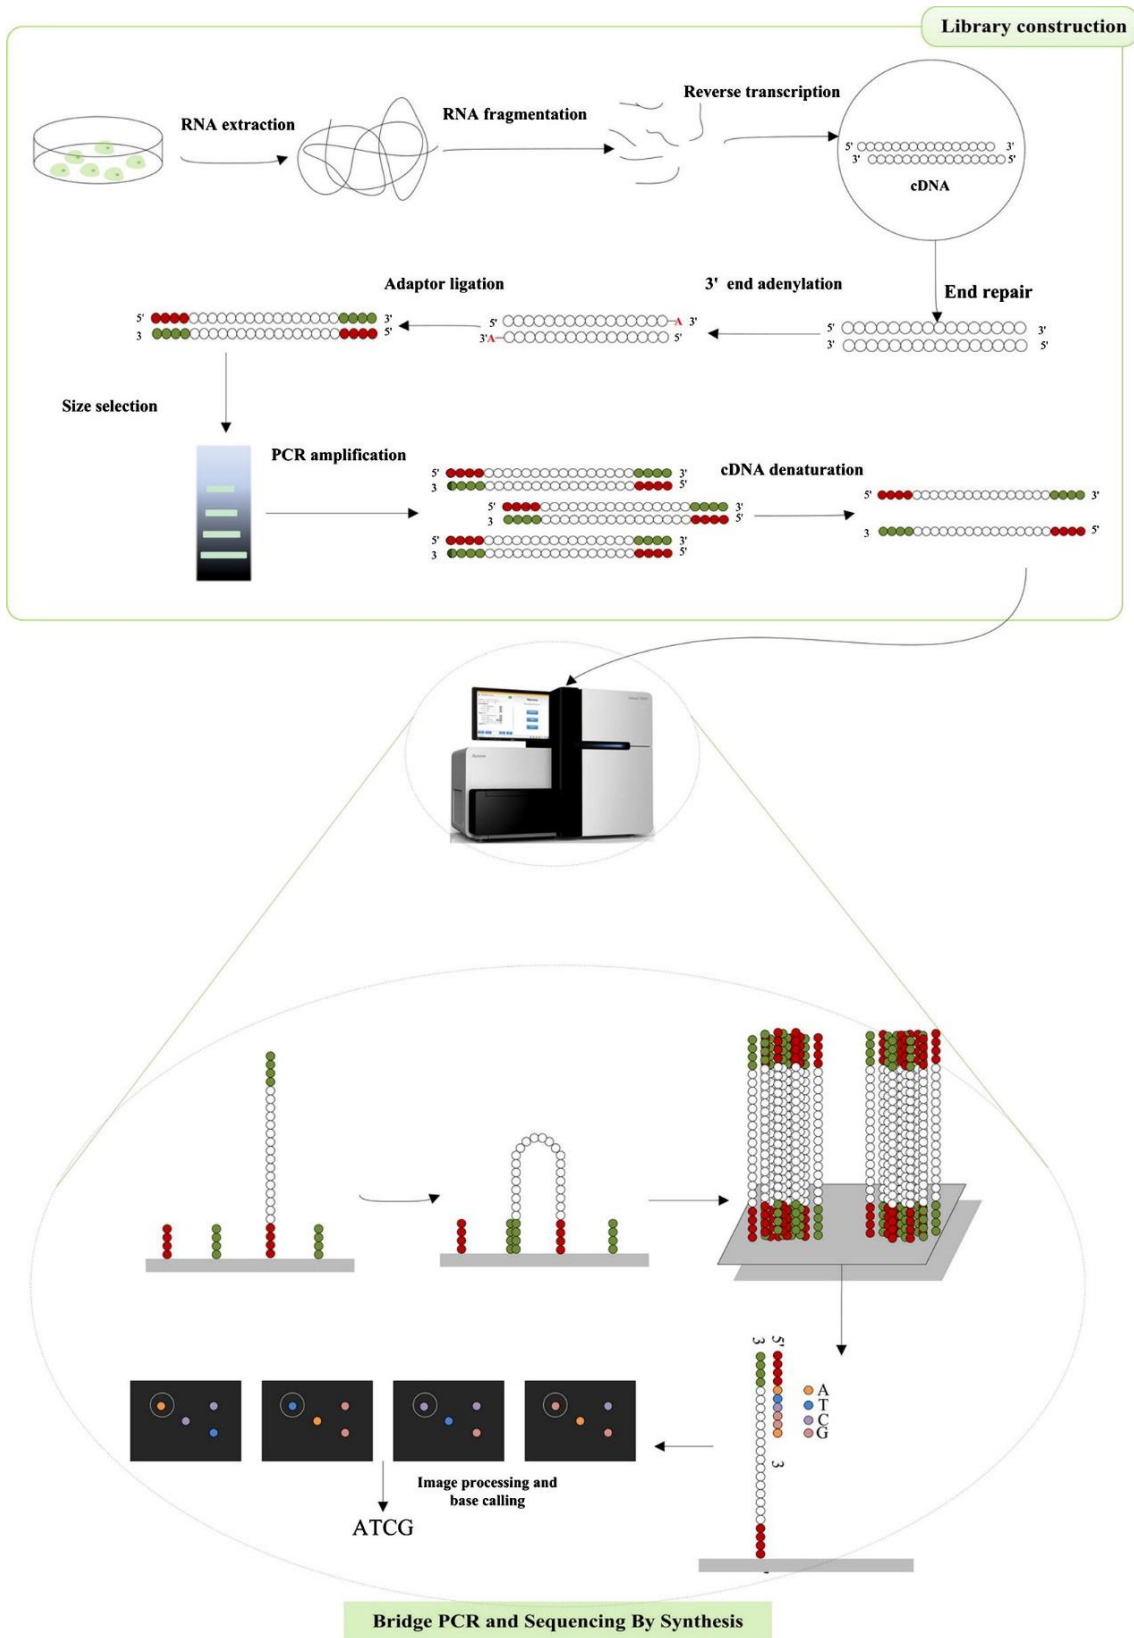 Library construction
RNA extraction
RNA fragmentation
Reverse transcription
5' 3'
3' 5'
cDNA
End repair
3' end adenylation
Adaptor ligation
5' 3'
3 5'
5' A 3'
3' A 5'
5' 3'
3' 5'
Size selection
PCR amplification
cDNA denaturation
5' 3'
3 5'
5' 3'
3 5'
5' 3'
3 5'
5' 3'
3 5'
3 5'
A
T
C
G
3
Image processing and
base calling
ATCG
Bridge PCR and Sequencing By Synthesis